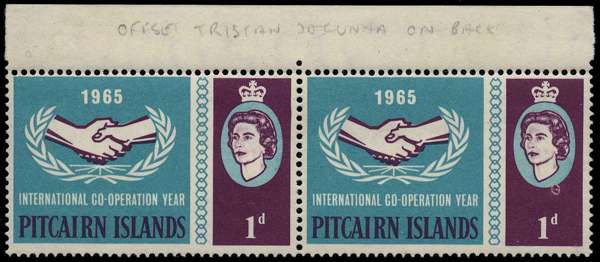 OFFSET TRISTAN DA CUNHA ON BACK
1965
INTERNATIONAL CO-OPERATION YEAR
PITCAIRN ISLANDS
1d
1965
INTERNATIONAL CO-OPERATION YEAR
PITCAIRN ISLANDS
1d